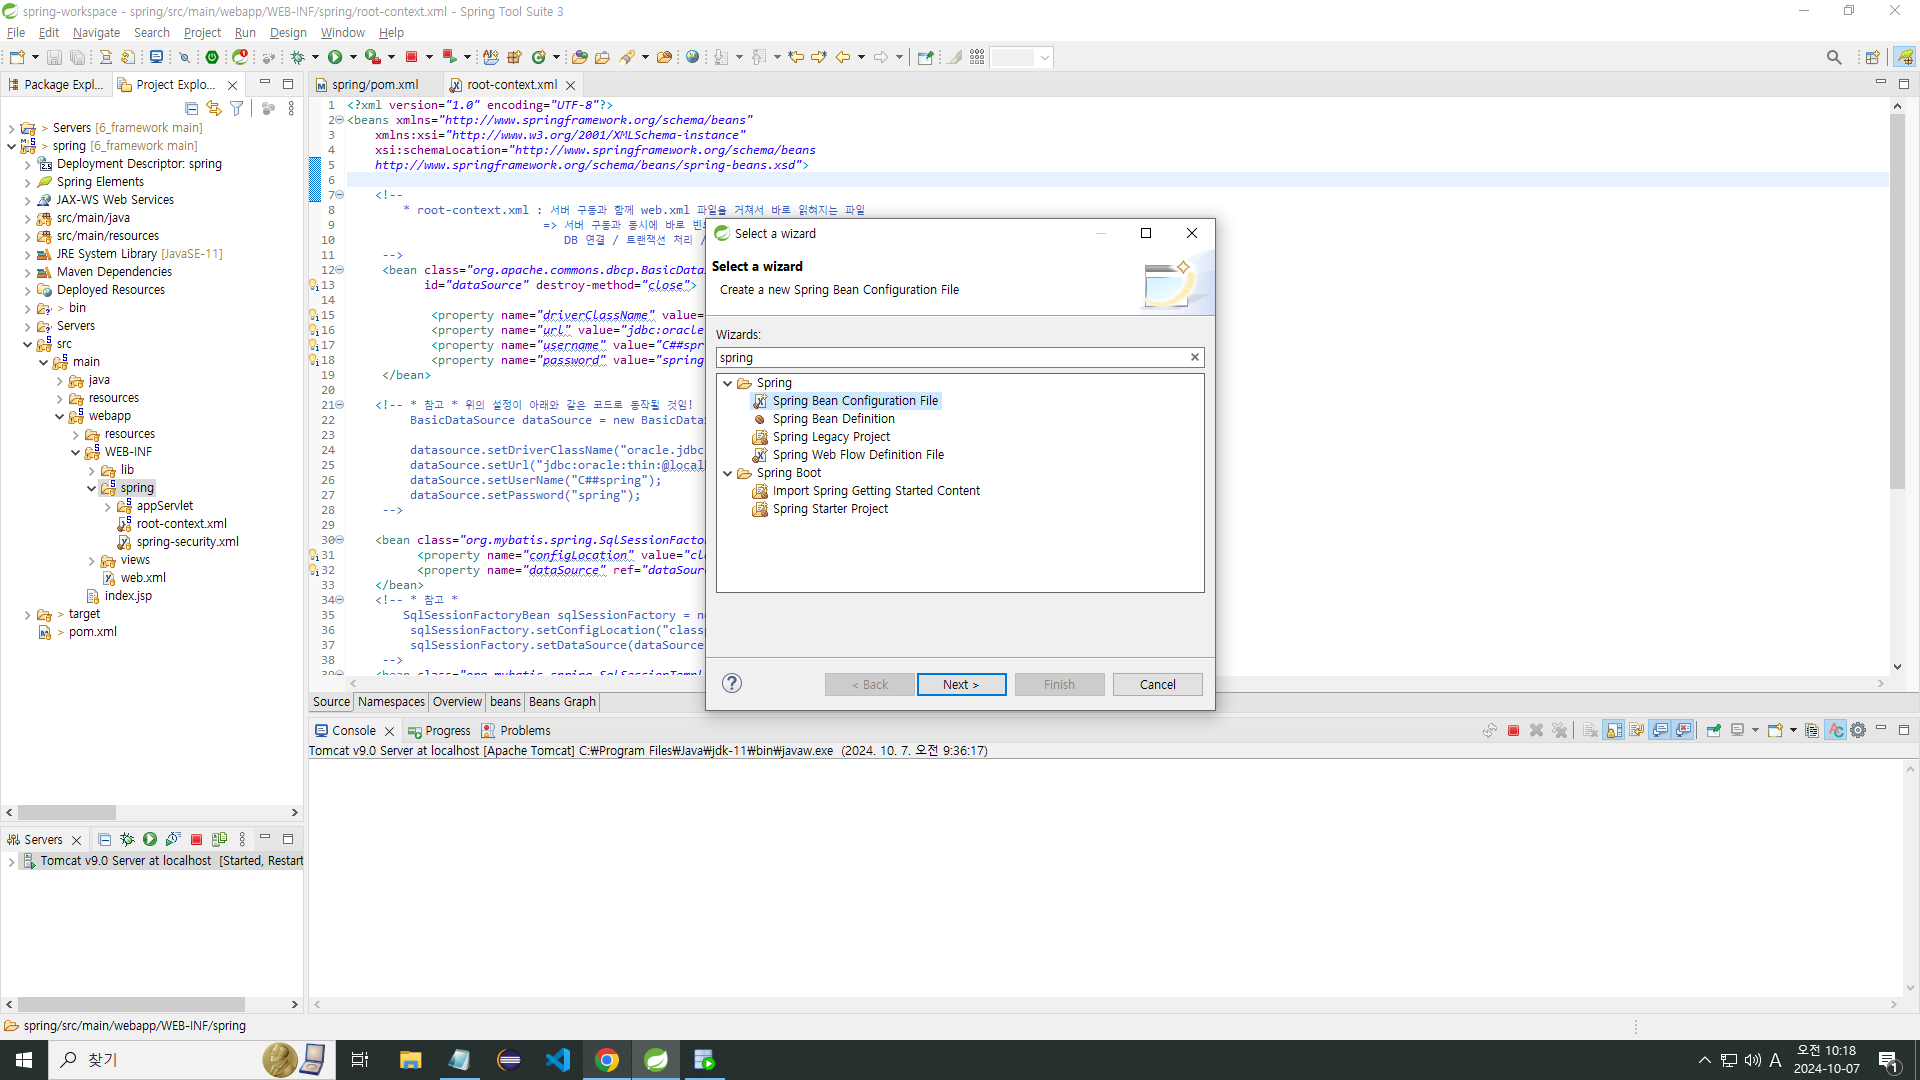 spring-workspace - spring/src/main/webapp/WEB-INF/spring/root-context.xml - Spring Tool Suite 3
File Edit Navigate Search Project Run Design Window Help
Package Expl...
Project Explo...
> Servers [6_framework main]
> spring [6_framework main]
Deployment Descriptor: spring
Spring Elements
JAX-WS Web Services
src/main/java
src/main/resources
JRE System Library [JavaSE-11]
Maven Dependencies
Deployed Resources
> bin
Servers
src
main
java
resources
webapp
resources
WEB-INF
lib
spring
appServlet
root-context.xml
spring-security.xml
views
web.xml
index.jsp
> target
> pom.xml
spring/pom.xml
root-context.xml
1 <?xml version="1.0" encoding="UTF-8"?>
2 <beans xmlns="http://www.springframework.org/schema/beans"
3 xmlns:xsi="http://www.w3.org/2001/XMLSchema-instance"
4 xsi:schemaLocation="http://www.springframework.org/schema/beans
5 http://www.springframework.org/schema/beans/spring-beans.xsd">
6
7 <!--
8 * root-context.xml : 서버 구동과 함께 web.xml 파일을 거쳐서 바로 읽혀지는 파일
9 => 서버 구동과 동시에 바로 빈
10 DB 연결 / 트랜잭션 처리 /
11 -->
12 <bean class="org.apache.commons.dbcp.BasicData
13 id="dataSource" destroy-method="close">
14
15 <property name="driverClassName" value=
16 <property name="url" value="jdbc:oracle
17 <property name="username" value="C##spr
18 <property name="password" value="spring
19 </bean>
20
21 <!-- * 참고 * 위의 설정이 아래와 같은 코드로 동작될 것임!
22 BasicDataSource dataSource = new BasicData
23
24 datasource.setDriverClassName("oracle.jdbc
25 dataSource.setUrl("jdbc:oracle:thin:@local
26 dataSource.setUserName("C##spring");
27 dataSource.setPassword("spring");
28 -->
29
30 <bean class="org.mybatis.spring.SqlSessionFacto
31 <property name="configLocation" value="cl
32 <property name="dataSource" ref="dataSour
33 </bean>
34 <!-- * 참고 *
35 SqlSessionFactoryBean sqlSessionFactory = n
36 sqlSessionFactory.setConfigLocation("class
37 sqlSessionFactory.setDataSource(dataSource
38 -->
39 <bean class="org.mybatis.spring.SqlSessionTempl
Source Namespaces Overview beans Beans Graph
Select a wizard
Select a wizard
Create a new Spring Bean Configuration File
Wizards:
spring
Spring
Spring Bean Configuration File
Spring Bean Definition
Spring Legacy Project
Spring Web Flow Definition File
Spring Boot
Import Spring Getting Started Content
Spring Starter Project
< Back Next > Finish Cancel
Console Progress Problems
Tomcat v9.0 Server at localhost [Apache Tomcat] C:₩Program Files₩Java₩jdk-11₩bin₩javaw.exe (2024. 10. 7. 오전 9:36:17)
Servers
Tomcat v9.0 Server at localhost [Started, Restart
spring/src/main/webapp/WEB-INF/spring
찾기
A
오전 10:18
2024-10-07
1